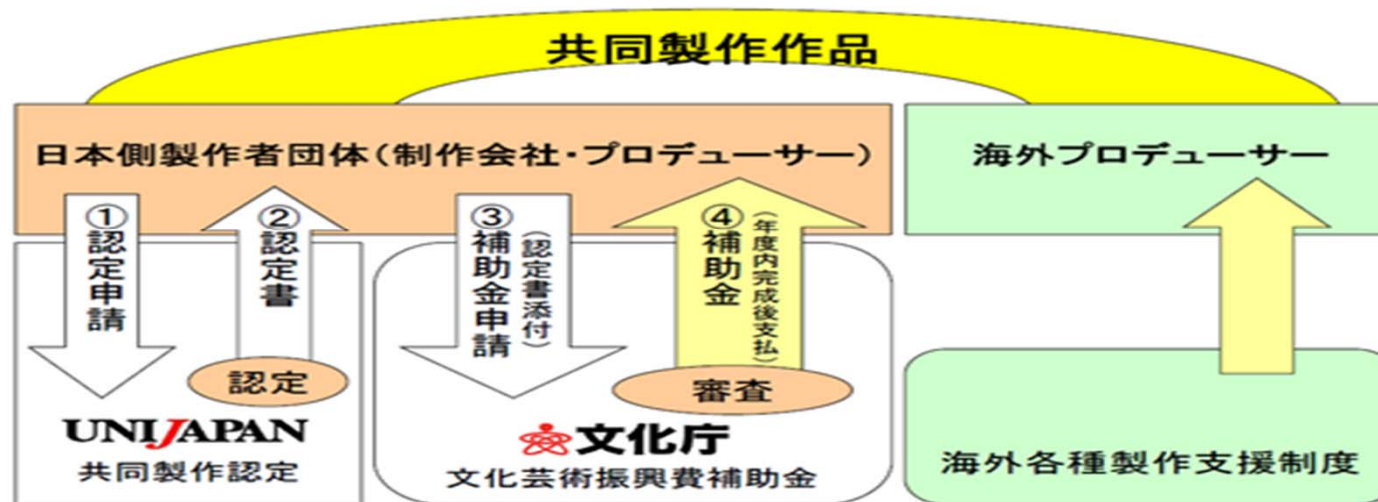 共同製作作品
日本側製作者団体(制作会社・プロデューサー)
海外プロデューサー
①認定申請
②認定書
③補助金申請
(認定書添付)
④補助金
(年度内完成後支払)
認定
審査
UNIJAPAN
共同製作認定
文化庁
文化芸術振興費補助金
海外各種製作支援制度